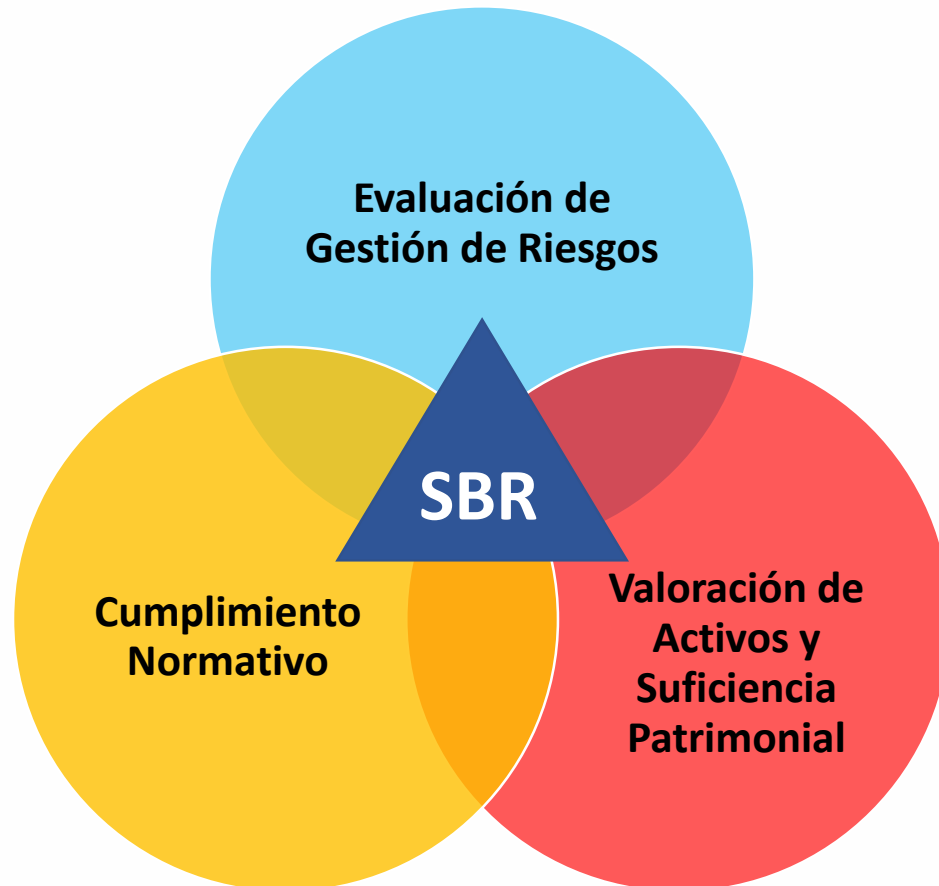 Evaluación de
Gestión de Riesgos
SBR
Cumplimiento
Normativo
Valoración de
Activos y
Suficiencia
Patrimonial